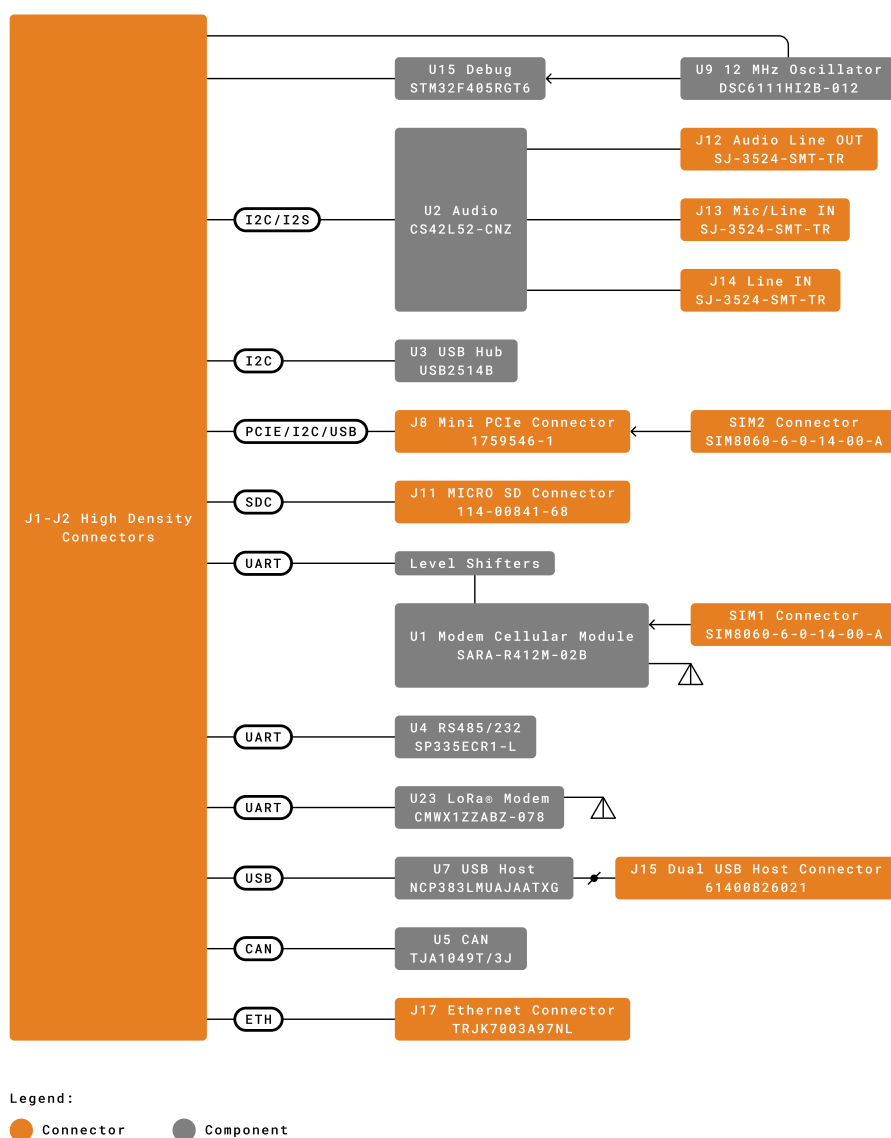 U15 Debug
STM32F405RGT6
U9 12 MHz Oscillator
DSC6111HI2B-012
J12 Audio Line OUT
SJ-3524-SMT-TR
I2C/I2S
U2 Audio
CS42L52-CNZ
J13 Mic/Line IN
SJ-3524-SMT-TR
J14 Line IN
SJ-3524-SMT-TR
I2C
U3 USB Hub
USB2514B
PCIE/I2C/USB
J8 Mini PCIe Connector
1759546-1
SIM2 Connector
SIM8060-6-0-14-00-A
SDC
J11 MICRO SD Connector
114-00841-68
J1-J2 High Density
Connectors
UART
Level Shifters
U1 Modem Cellular Module
SARA-R412M-02B
SIM1 Connector
SIM8060-6-0-14-00-A
UART
U4 RS485/232
SP335ECR1-L
UART
U23 LoRa® Modem
CMWX1ZZABZ-078
USB
U7 USB Host
NCP383LMUAJAATXG
J15 Dual USB Host Connector
61400826021
CAN
U5 CAN
TJA1049T/3J
ETH
J17 Ethernet Connector
TRJK7003A97NL
Legend:
Connector
Component